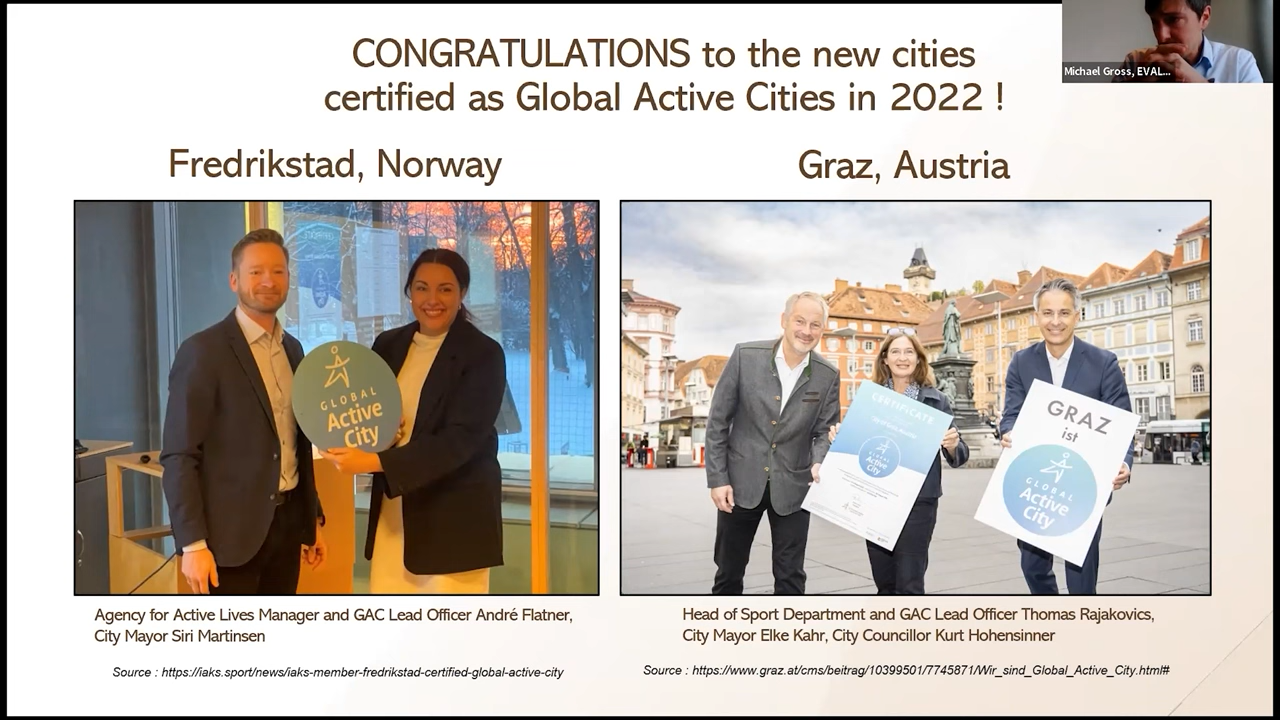 CONGRATULATIONS to the new cities
certified as Global Active Cities in 2022 !
Michael Gross, EVAL...
Fredrikstad, Norway
Graz, Austria
GLOBAL
Active
City
CERTIFICATE
GLOBAL
Active
City
GRAZ
ist
GLOBAL
Active
City
Agency for Active Lives Manager and GAC Lead Officer André Flatner,
City Mayor Siri Martinsen
Head of Sport Department and GAC Lead Officer Thomas Rajakovics,
City Mayor Elke Kahr, City Councillor Kurt Hohensinner
Source : https://iaks.sport/news/iaks-member-fredrikstad-certified-global-active-city
Source : https://www.graz.at/cms/beitrag/10399501/7745871/Wir_sind_Global_Active_City.html#